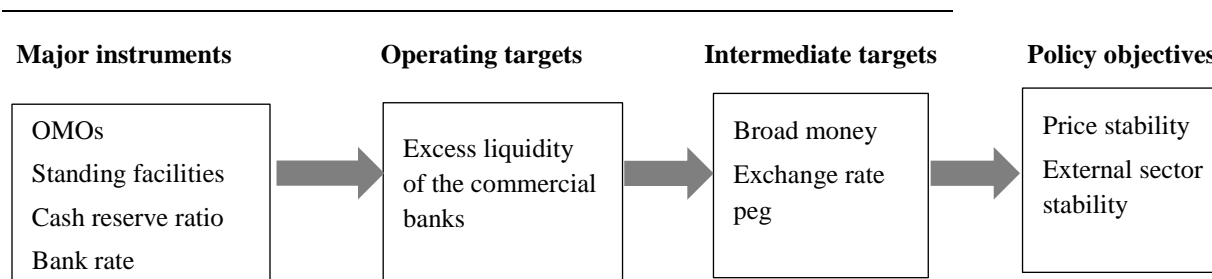 Major instruments
Operating targets
Intermediate targets
Policy objectives
OMOs
Standing facilities
Cash reserve ratio
Bank rate
Excess liquidity
of the commercial
banks
Broad money
Exchange rate
peg
Price stability
External sector
stability